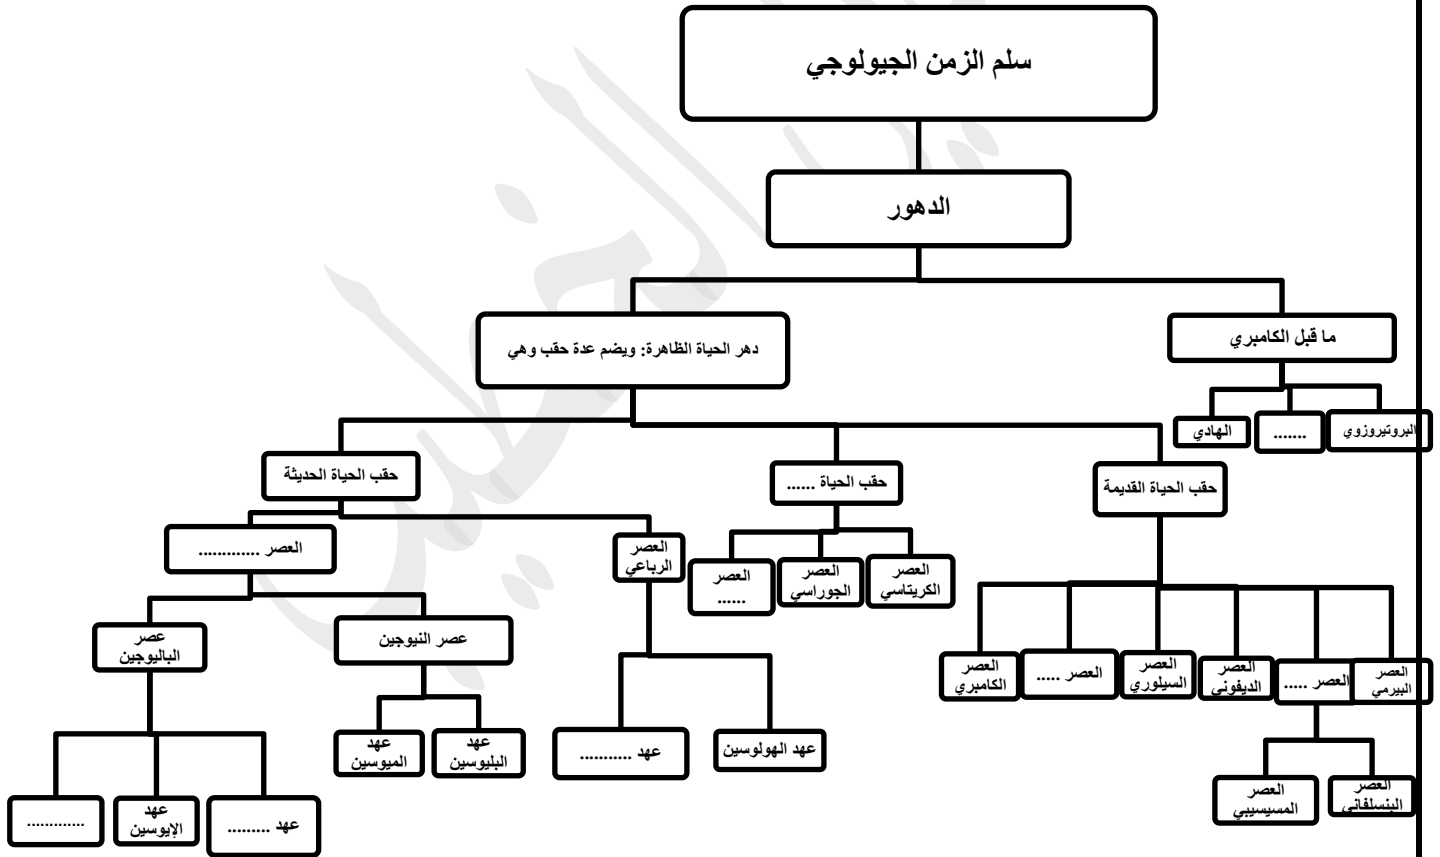 سلم الزمن الجيولوجي
الدهور
ما قبل الكامبري
دهر الحياة الظاهرة: ويضم عدة حقب وهي
البروتيروزوي
.......
الهادي
حقب الحياة القديمة
حقب الحياة ......
حقب الحياة الحديثة
العصر
الكريتاسي
العصر
الجوراسي
العصر
......
العصر
الرباعي
العصر .............
عصر النيوجين
عصر
الباليوجين
العصر
البيرمي
العصر .....
العصر
الديفوني
العصر
السيلوري
العصر .....
العصر
الكامبري
عهد الهولوسين
عهد ...........
عهد
البليوسين
عهد
الميوسين
العصر
البنسلفاني
العصر
المسيسيبي
عهد .........
عهد
الإيوسين
.............